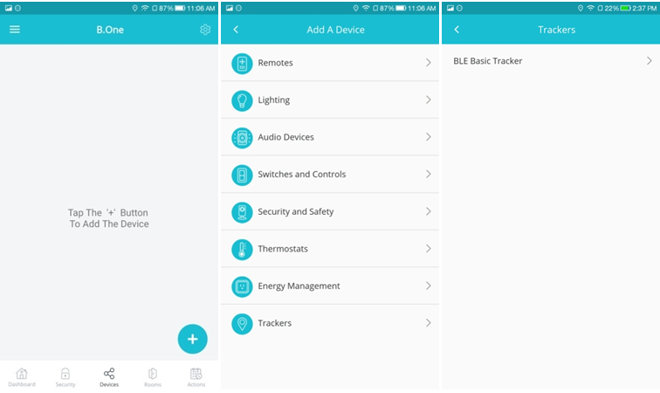 87% 11:06 AM
B.One
Tap The '+' Button
To Add The Device
Dashboard
Security
Devices
Rooms
Actions
87% 11:06 AM
Add A Device
Remotes
Lighting
Audio Devices
Switches and Controls
Security and Safety
Thermostats
Energy Management
Trackers
22% 2:37 PM
Trackers
BLE Basic Tracker